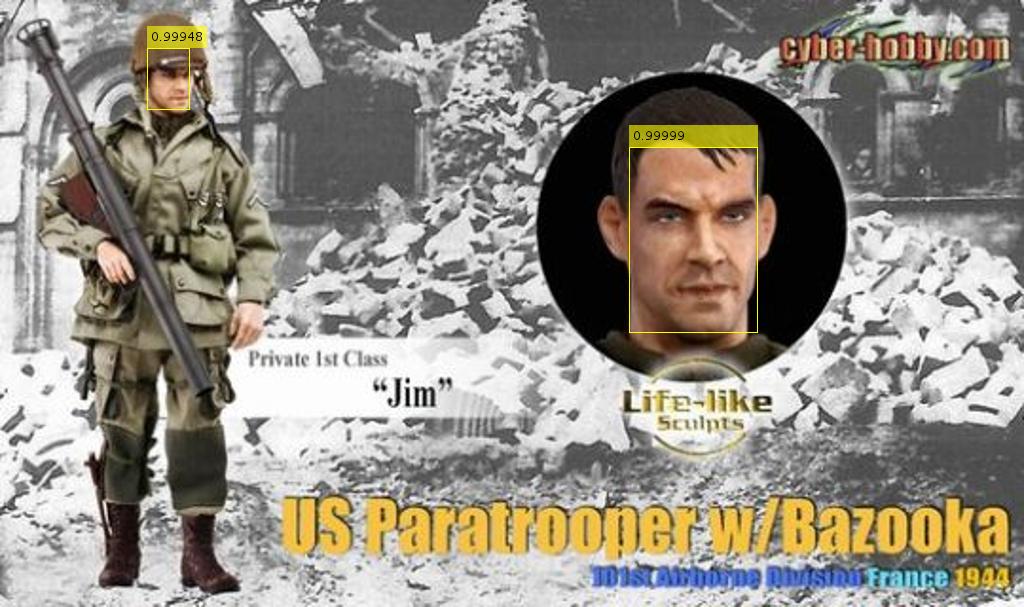 0.99948
cyber-hobby.com
0.99999
Private 1st Class
“Jim”
Life-like
Sculpts
US Paratrooper w/Bazooka
101st Airborne Division France 1944